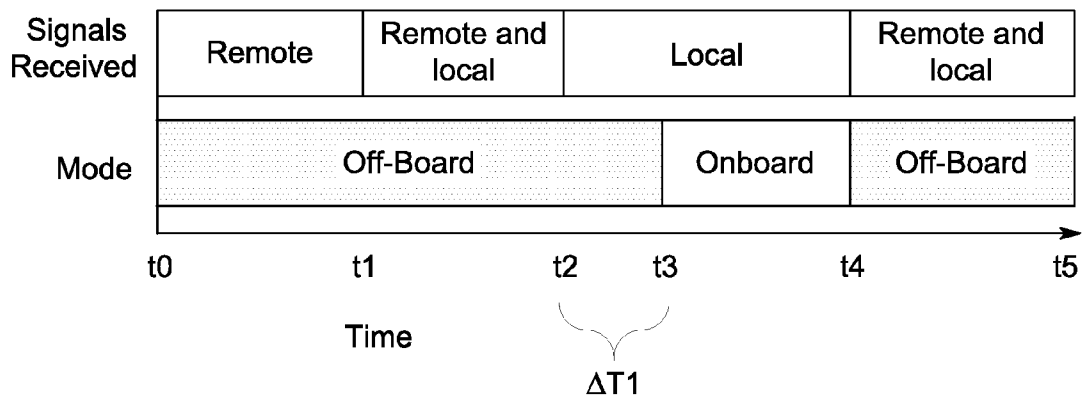 Signals
Received
Remote
Remote and
local
Local
Remote and
local
Mode
Off-Board
Onboard
Off-Board
t0
t1
t2
t3
t4
t5
Time
ΔT1